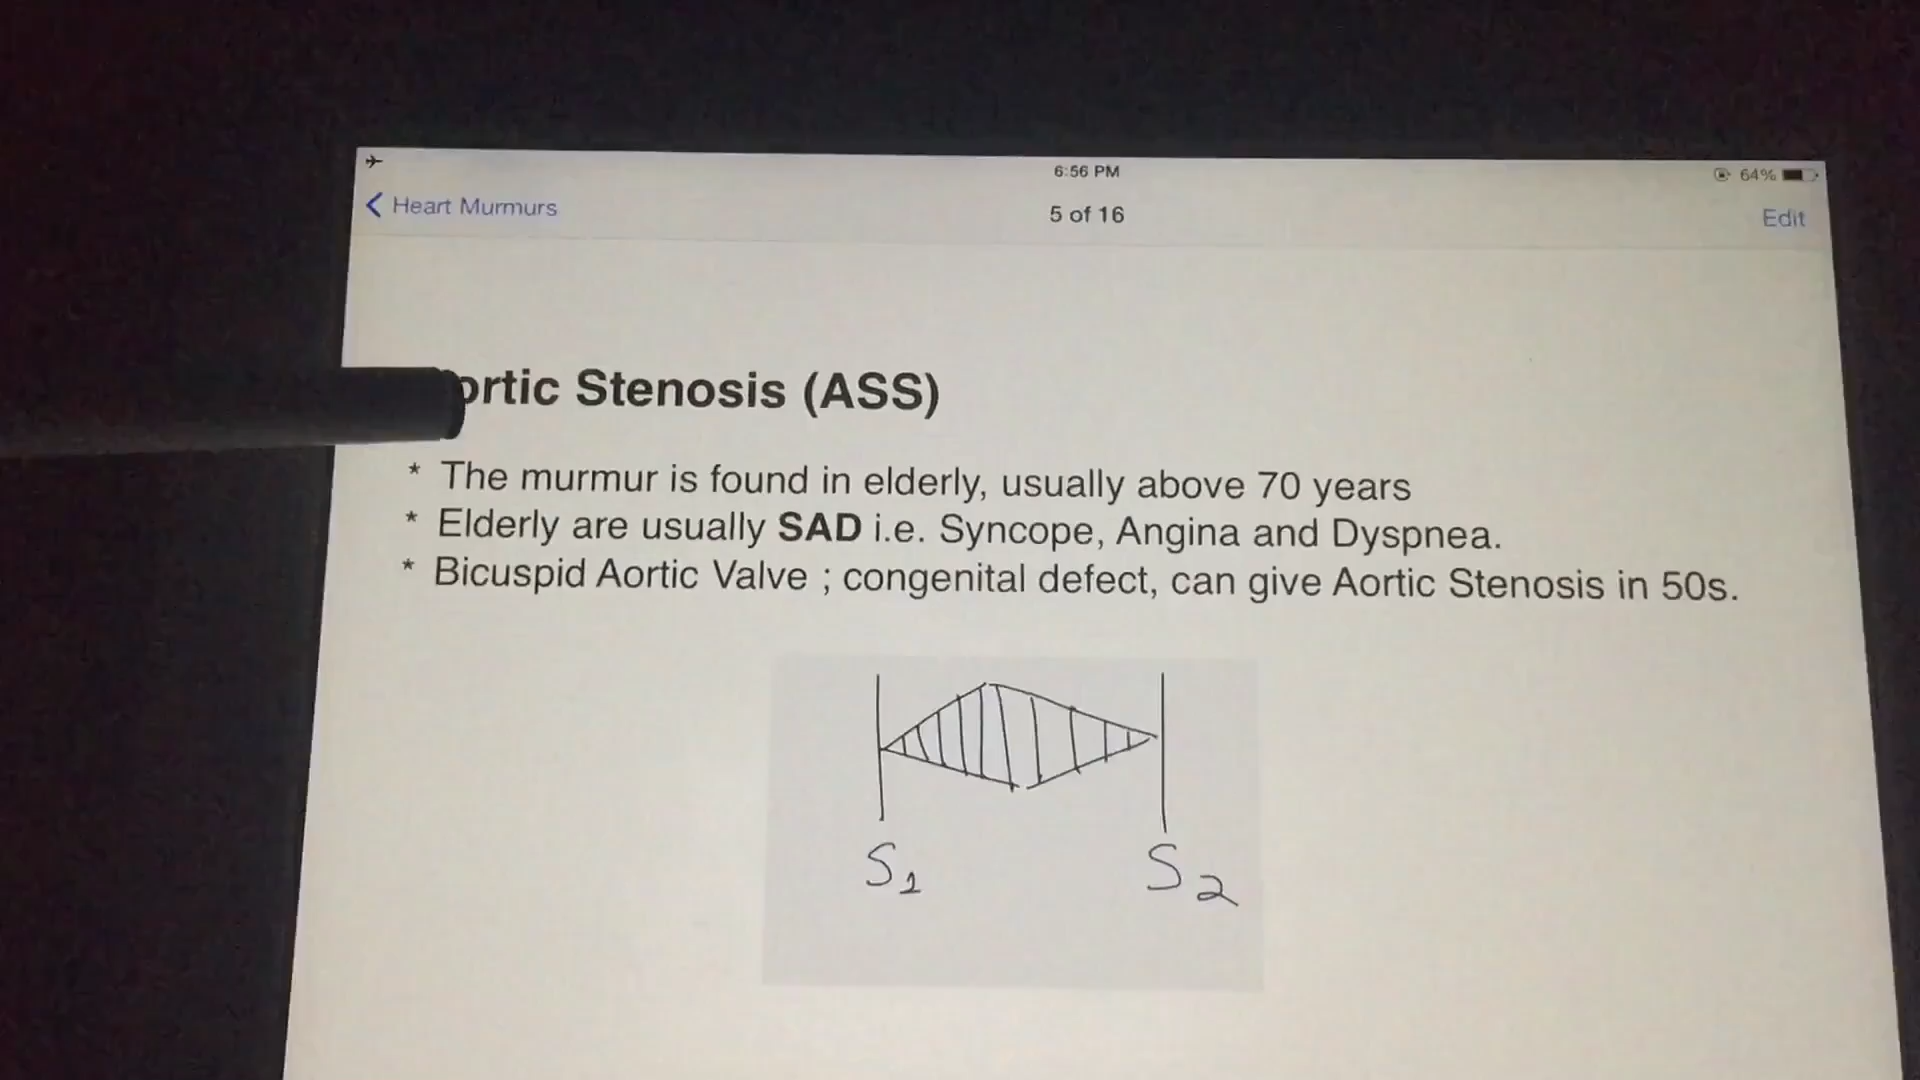 6:56 PM
64%
Heart Murmurs
5 of 16
Edit
ortic Stenosis (ASS)
* The murmur is found in elderly, usually above 70 years
* Elderly are usually SAD i.e. Syncope, Angina and Dyspnea.
* Bicuspid Aortic Valve ; congenital defect, can give Aortic Stenosis in 50s.
S1 S2